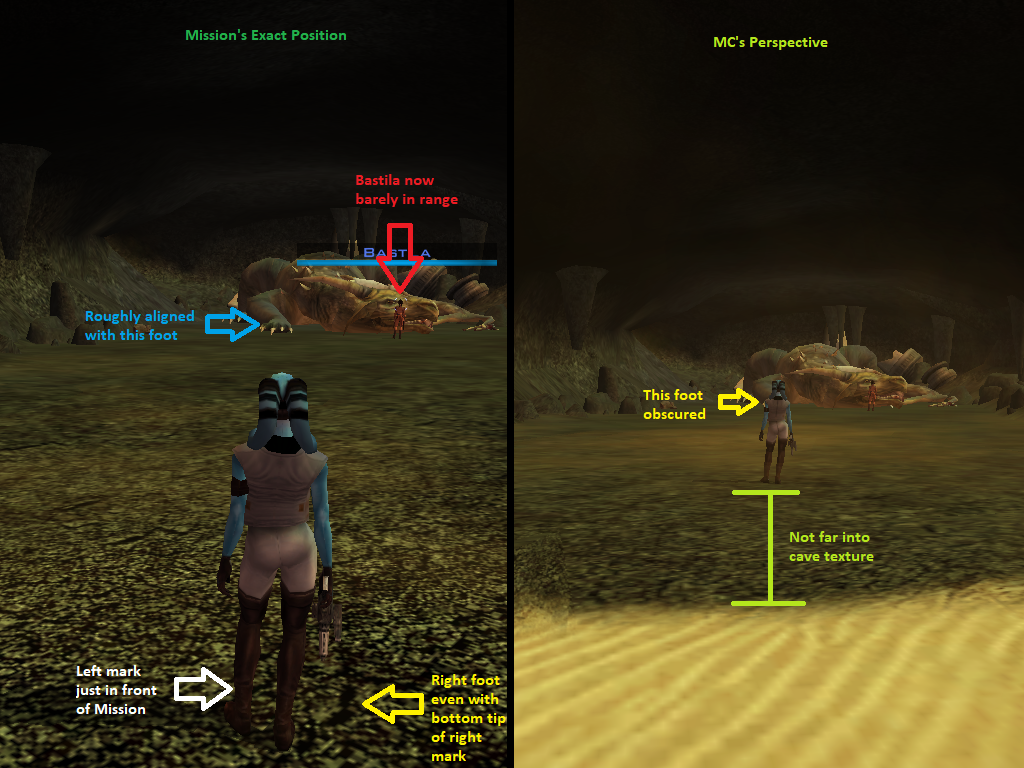 Mission's Exact Position
MC's Perspective
Bastila now
barely in range
Bastila
Roughly aligned
with this foot
This foot
obscured
Not far into
cave texture
Left mark
just in front
of Mission
Right foot
even with
bottom tip
of right
mark